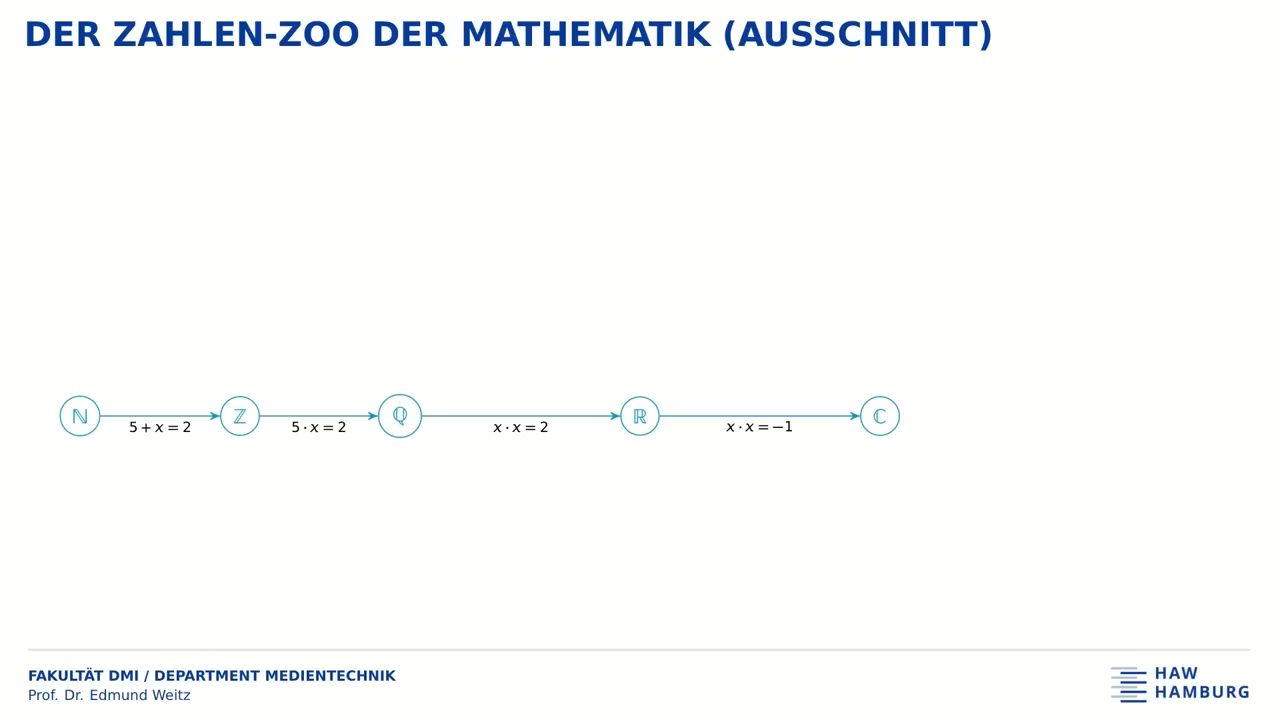 DER ZAHLEN-ZOO DER MATHEMATIK (AUSSCHNITT)
ℕ ℤ ℚ ℝ ℂ
5 + x = 2 5 · x = 2 x · x = 2 x · x = −1
FAKULTÄT DMI / DEPARTMENT MEDIENTECHNIK
Prof. Dr. Edmund Weitz
HAW
HAMBURG